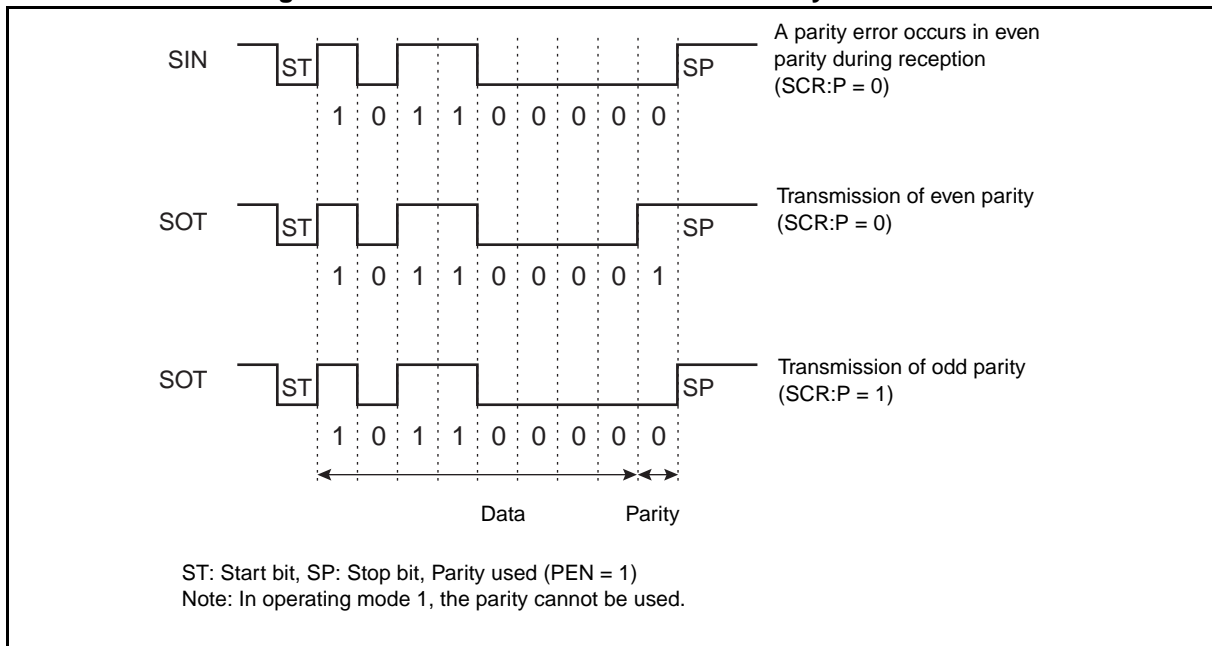 SIN
ST
SP
A parity error occurs in even
parity during reception
(SCR:P = 0)
1 0 1 1 0 0 0 0 0
SOT
ST
SP
Transmission of even parity
(SCR:P = 0)
1 0 1 1 0 0 0 0 1
SOT
ST
SP
Transmission of odd parity
(SCR:P = 1)
1 0 1 1 0 0 0 0 0
Data Parity
ST: Start bit, SP: Stop bit, Parity used (PEN = 1)
Note: In operating mode 1, the parity cannot be used.